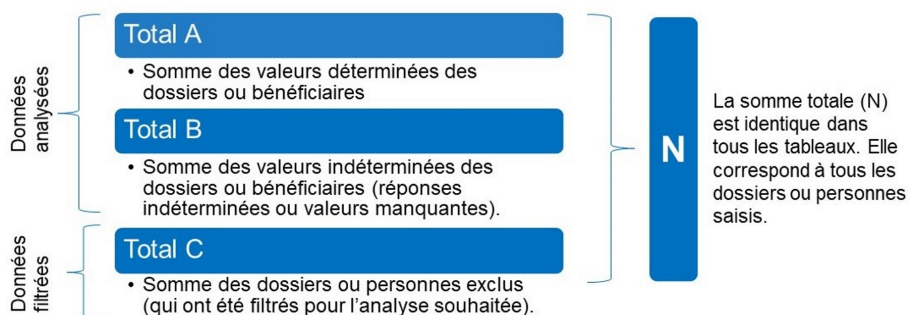 Données
analysées
Total A
• Somme des valeurs déterminées des
dossiers ou bénéficiaires
Total B
• Somme des valeurs indéterminées des
dossiers ou bénéficiaires (réponses
indéterminées ou valeurs manquantes).
Données
filtrées
Total C
• Somme des dossiers ou personnes exclus
(qui ont été filtrés pour l'analyse souhaitée).
N
La somme totale (N)
est identique dans
tous les tableaux. Elle
correspond à tous les
dossiers ou personnes
saisis.